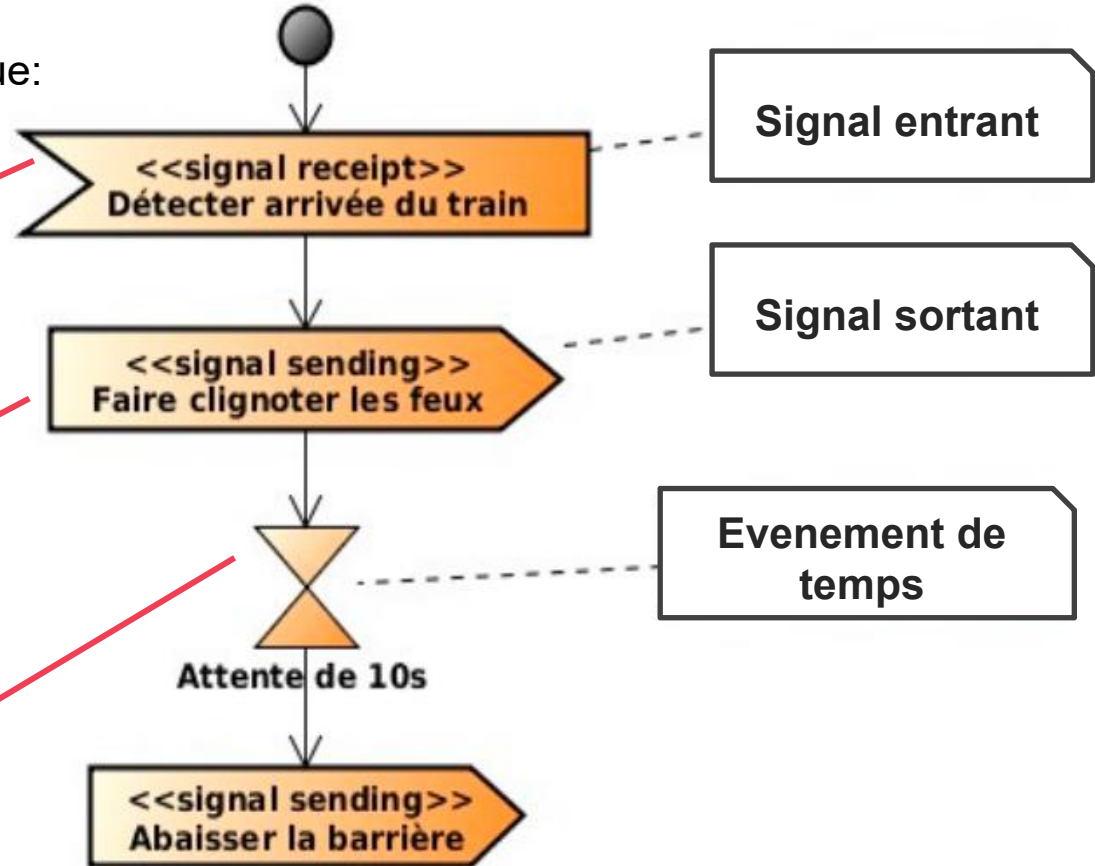 ue:
<<signal receipt>>
Détecter arrivée du train
Signal entrant
<<signal sending>>
Faire clignoter les feux
Signal sortant
Evenement de
temps
Attente de 10s
<<signal sending>>
Abaisser la barrière